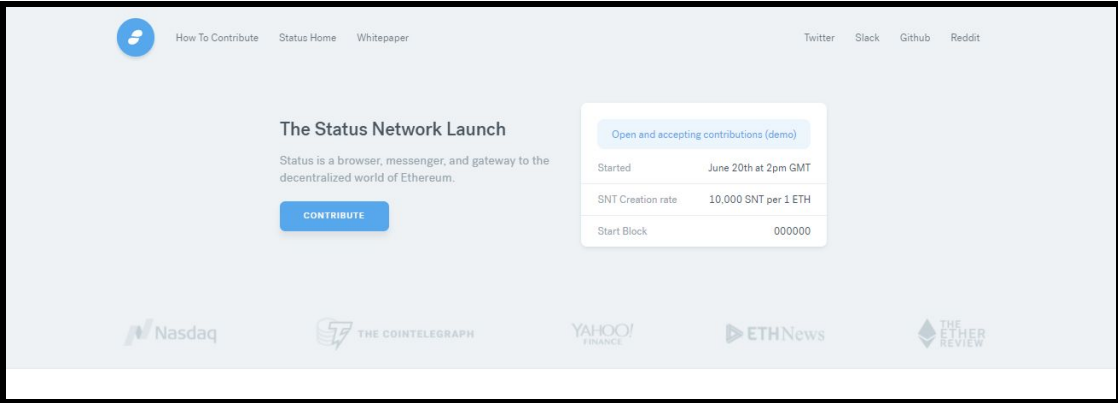 How To Contribute Status Home Whitepaper Twitter Slack Github Reddit
The Status Network Launch
Status is a browser, messenger, and gateway to the
decentralized world of Ethereum.
CONTRIBUTE
Open and accepting contributions (demo)
Started June 20th at 2pm GMT
SNT Creation rate 10,000 SNT per 1 ETH
Start Block 000000
Nasdaq THE COINTELEGRAPH YAHOO! FINANCE ETHNews THE ETHER REVIEW